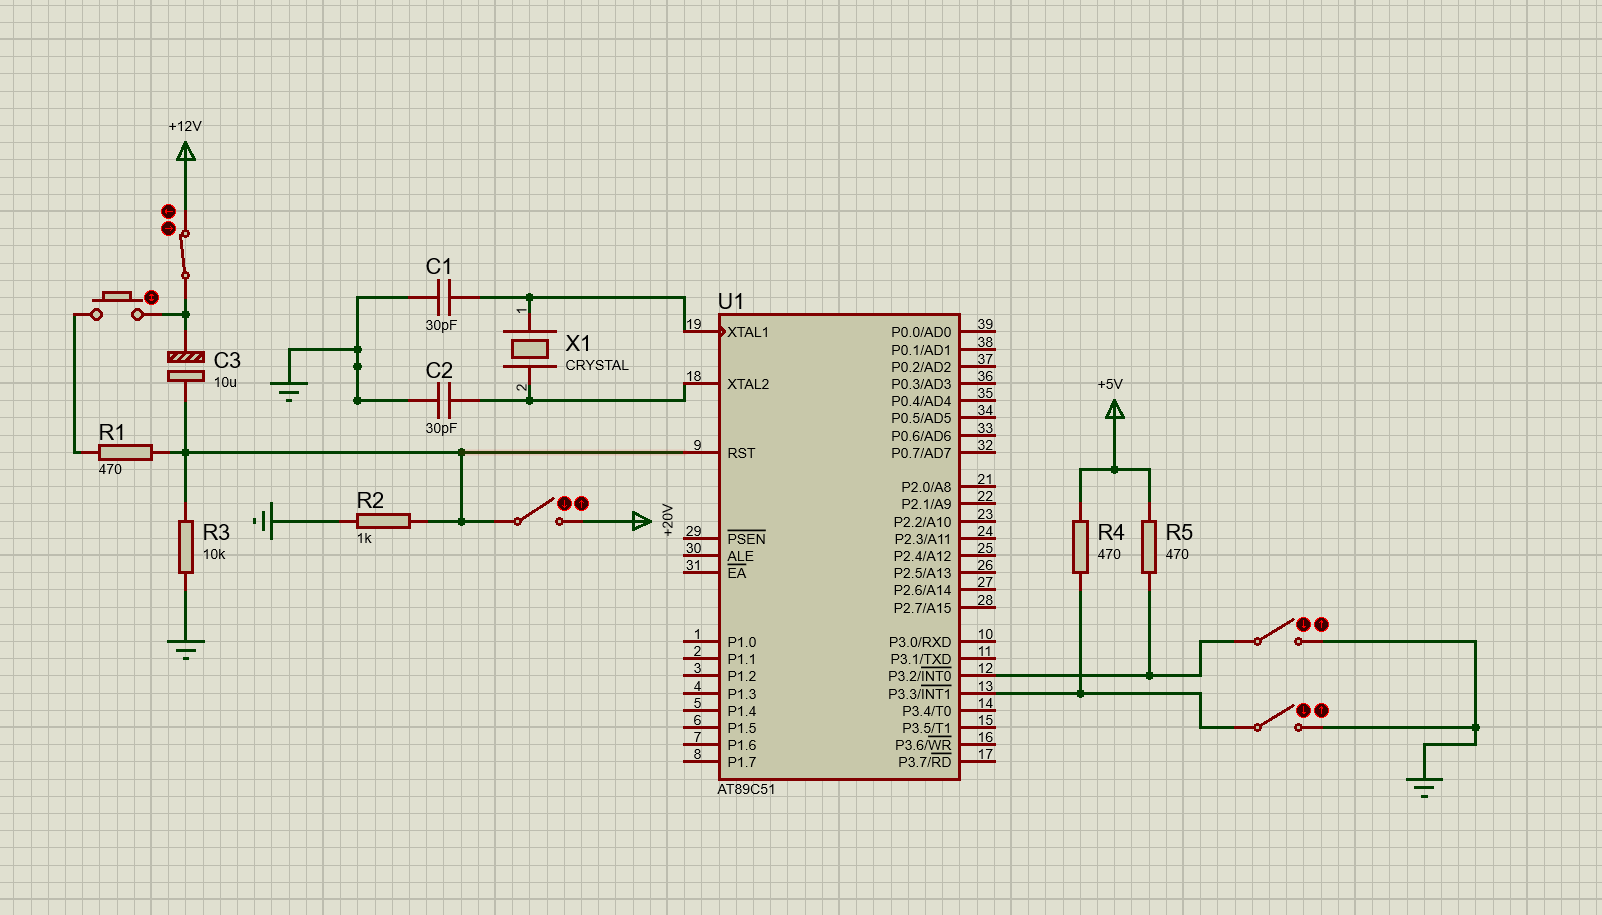 +12V
C3
10u
R1
470
R3
10k
C1
30pF
C2
30pF
1
X1
CRYSTAL
2
R2
1k
+20V
U1
19 XTAL1
18 XTAL2
9 RST
29 PSEN
30 ALE
31 EA
1 P1.0
2 P1.1
3 P1.2
4 P1.3
5 P1.4
6 P1.5
7 P1.6
8 P1.7
P0.0/AD0 39
P0.1/AD1 38
P0.2/AD2 37
P0.3/AD3 36
P0.4/AD4 35
P0.5/AD5 34
P0.6/AD6 33
P0.7/AD7 32
P2.0/A8 21
P2.1/A9 22
P2.2/A10 23
P2.3/A11 24
P2.4/A12 25
P2.5/A13 26
P2.6/A14 27
P2.7/A15 28
P3.0/RXD 10
P3.1/TXD 11
P3.2/INT0 12
P3.3/INT1 13
P3.4/T0 14
P3.5/T1 15
P3.6/WR 16
P3.7/RD 17
AT89C51
+5V
R4
470
R5
470